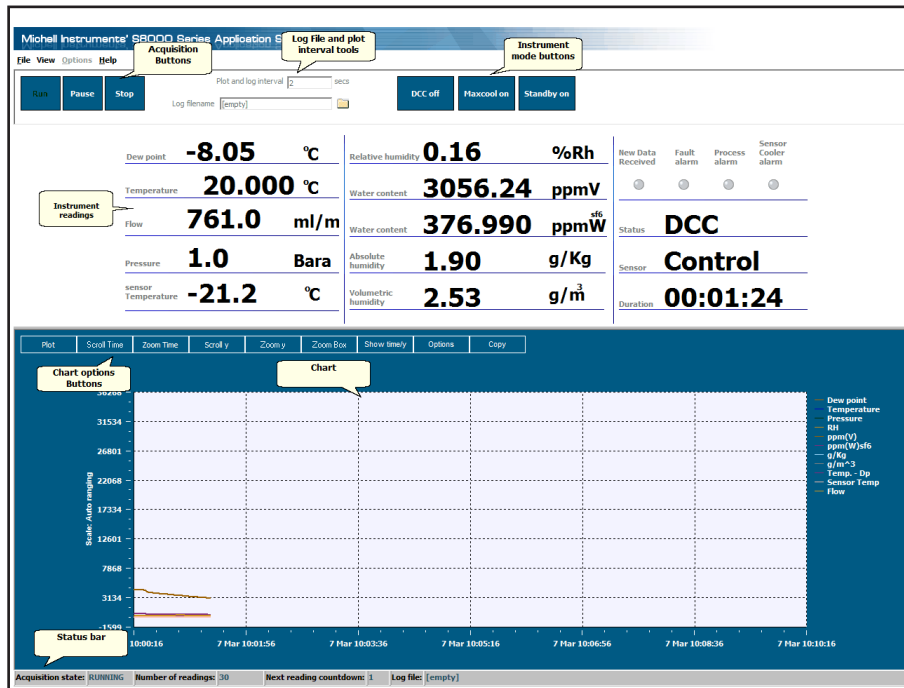 Michell Instruments' S8000 Series Application S
Log File and plot interval tools
Acquisition Buttons
Instrument mode buttons
File View Options Help
Run Pause Stop
Plot and log interval 2 secs
Log filename [empty]
DCC off Maxcool on Standby on
Dew point -8.05 °C
Temperature 20.000 °C
Instrument readings
Flow 761.0 ml/m
Pressure 1.0 Bara
sensor Temperature -21.2 °C
Relative humidity 0.16 %Rh
Water content 3056.24 ppmV
Water content 376.990 ppmW sf6
Absolute humidity 1.90 g/Kg
Volumetric humidity 2.53 g/m3
New Data Received
Fault alarm
Process alarm
Sensor Cooler alarm
Status DCC
Sensor Control
Duration 00:01:24
Plot Scroll Time Zoom Time Scroll y Zoom y Zoom Box Show time/y Options Copy
Chart options Buttons
Chart
36268
31534
26801
22068
17334
12601
7868
3134
-1599
Scale: Auto ranging
Dew point
Temperature
Pressure
RH
ppm(V)
ppm(W)sf6
g/Kg
g/m^3
Temp. - Dp
Sensor Temp
Flow
Status bar
10:00:16 7 Mar 10:01:56 7 Mar 10:03:36 7 Mar 10:05:16 7 Mar 10:06:56 7 Mar 10:08:36 7 Mar 10:10:16
Acquisition state: RUNNING Number of readings: 30 Next reading countdown: 1 Log file: [empty]